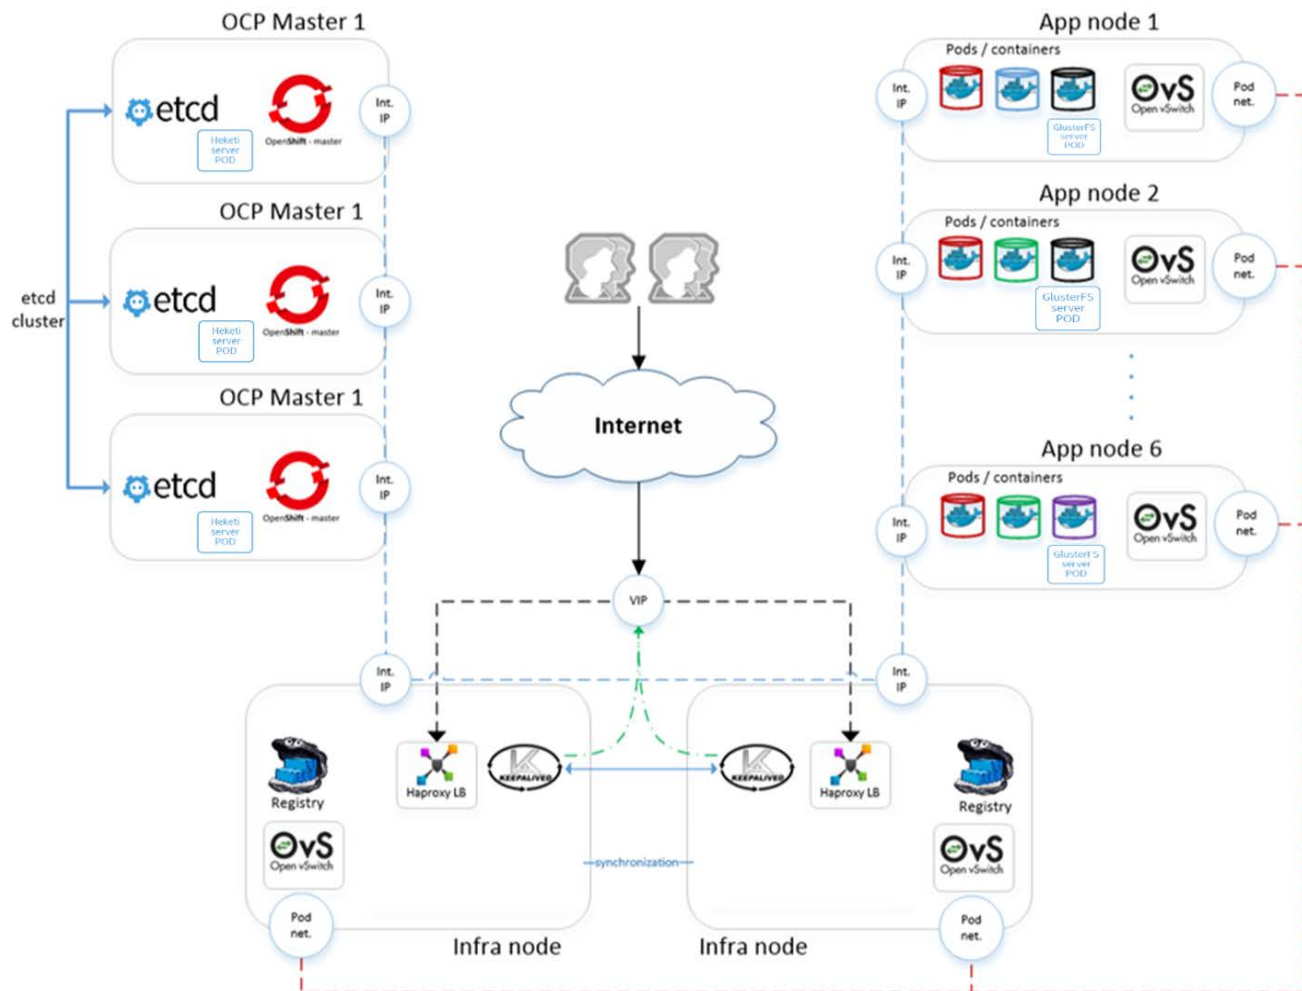 OCP Master 1
etcd
OpenShift - master
Heketi
server
POD
Int.
IP
OCP Master 1
etcd
OpenShift - master
Heketi
server
POD
Int.
IP
etcd
cluster
OCP Master 1
etcd
OpenShift - master
Heketi
server
POD
Int.
IP
App node 1
Pods / containers
Int.
IP
OvS
Open vSwitch
GlusterFS
server
POD
Pod
net.
App node 2
Pods / containers
Int.
IP
OvS
Open vSwitch
GlusterFS
server
POD
Pod
net.
App node 6
Pods / containers
Int.
IP
OvS
Open vSwitch
GlusterFS
server
POD
Pod
net.
Internet
VIP
Int.
IP
Int.
IP
Registry
Haproxy LB
K
KEEPALIVED
K
KEEPALIVED
Haproxy LB
Registry
OvS
Open vSwitch
synchronization
OvS
Open vSwitch
Pod
net.
Infra node
Infra node
Pod
net.